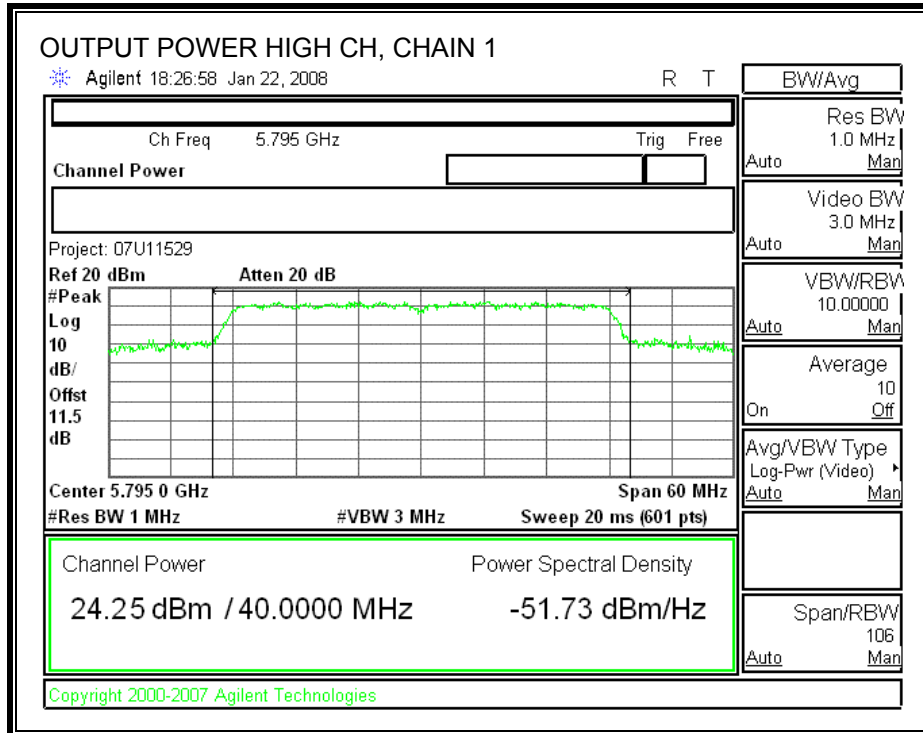 OUTPUT POWER HIGH CH, CHAIN 1
Agilent 18:26:58 Jan 22, 2008 R T
Ch Freq 5.795 GHz Trig Free
Channel Power
Project: 07U11529
Ref 20 dBm Atten 20 dB
#Peak
Log
10
dB/
Offst
11.5
dB
Center 5.795 0 GHz Span 60 MHz
#Res BW 1 MHz #VBW 3 MHz Sweep 20 ms (601 pts)
Channel Power Power Spectral Density
24.25 dBm / 40.0000 MHz -51.73 dBm/Hz
Copyright 2000-2007 Agilent Technologies
BW/Avg
Res BW
1.0 MHz
Auto Man
Video BW
3.0 MHz
Auto Man
VBW/RBW
10.00000
Auto Man
Average
10
On Off
Avg/VBW Type
Log-Pwr (Video)
Auto Man
Span/RBW
106
Auto Man